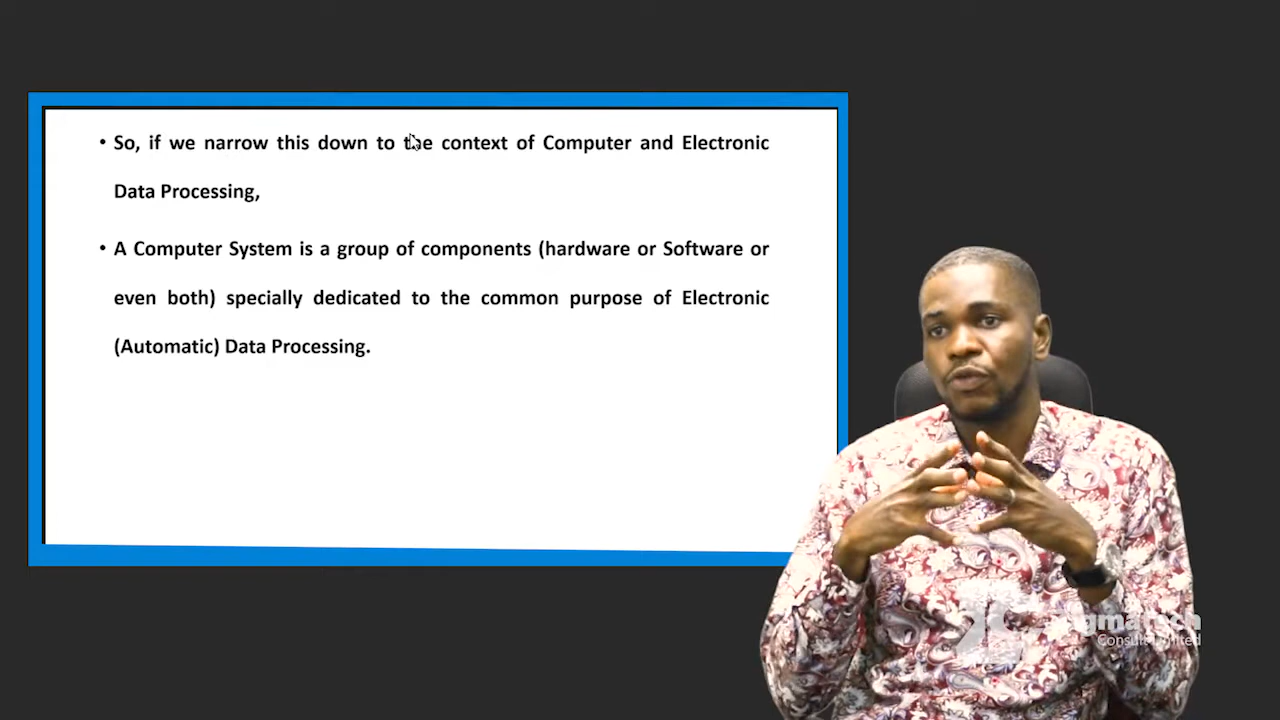 • So, if we narrow this down to the context of Computer and Electronic
Data Processing,
• A Computer System is a group of components (hardware or Software or
even both) specially dedicated to the common purpose of Electronic
(Automatic) Data Processing.
Consult Limited